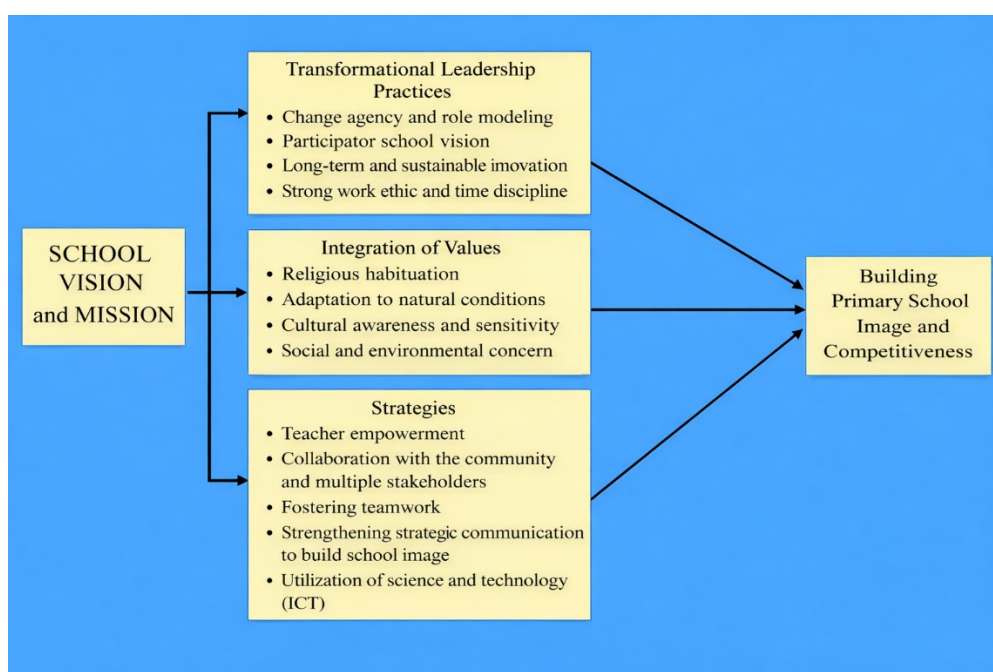 Transformational Leadership
Practices
• Change agency and role modeling
• Participator school vision
• Long-term and sustainable imovation
• Strong work ethic and time discipline
SCHOOL
VISION
and MISSION
Integration of Values
• Religious habituation
• Adaptation to natural conditions
• Cultural awareness and sensitivity
• Social and environmental concern
Strategies
• Teacher empowerment
• Collaboration with the community
and multiple stakeholders
• Fostering teamwork
• Strengthening strategic communication
to build school image
• Utilization of science and technology
(ICT)
Building
Primary School
Image and
Competitiveness